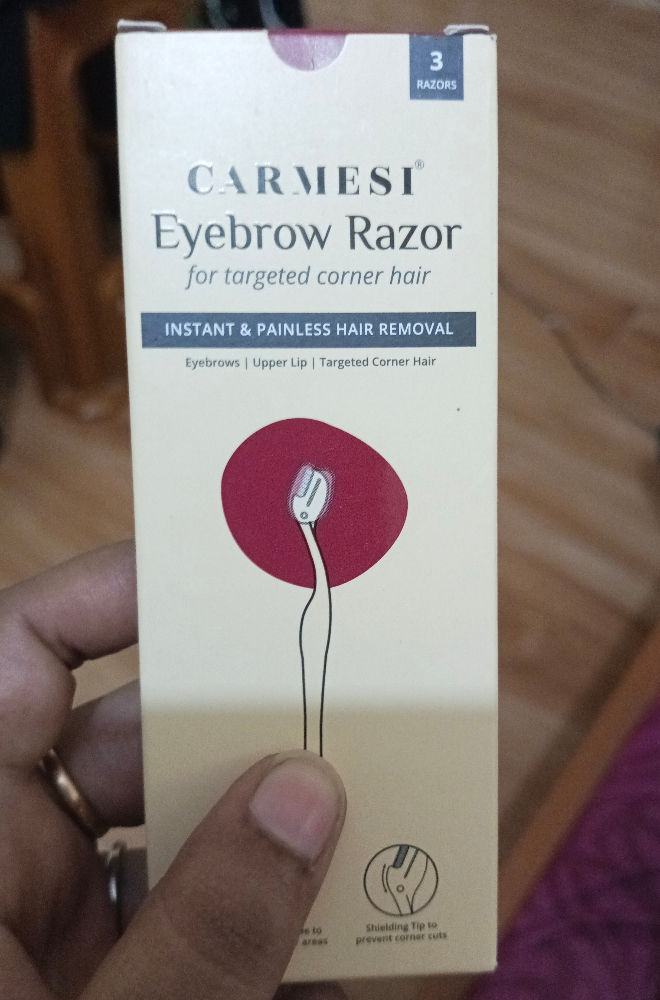 3
RAZORS
CARMESI®
Eyebrow Razor
for targeted corner hair
INSTANT & PAINLESS HAIR REMOVAL
Eyebrows | Upper Lip | Targeted Corner Hair
to
areas
Shielding Tip to
prevent corner cuts